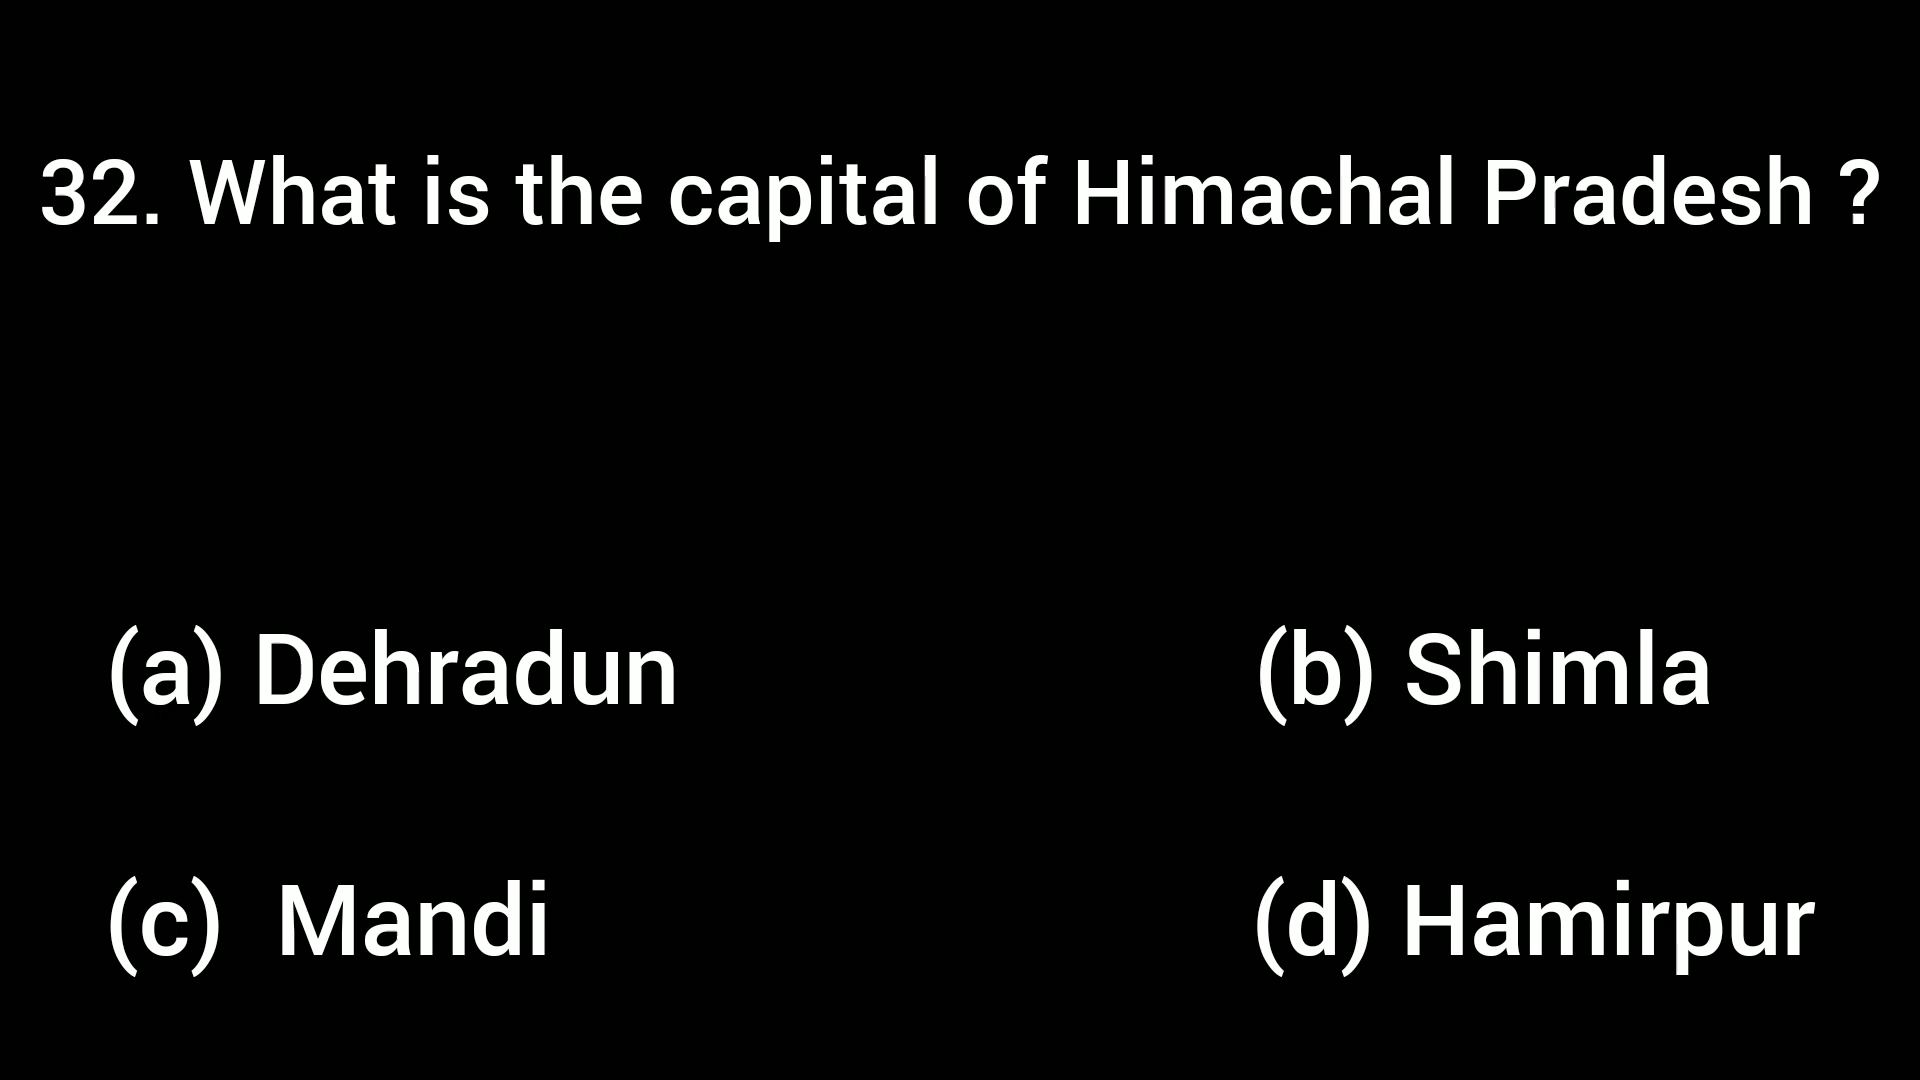 32. What is the capital of Himachal Pradesh ?
(a) Dehradun
(b) Shimla
(c) Mandi
(d) Hamirpur